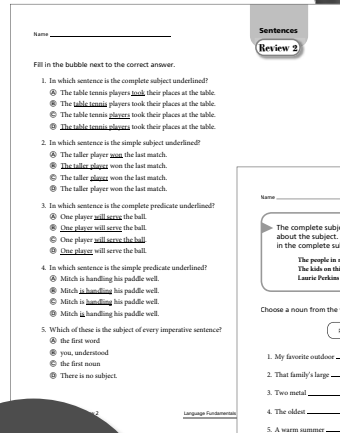 Sentences
Review 2
Name
Fill in the bubble next to the correct answer.
1. In which sentence is the complete subject underlined?
Ⓐ The table tennis players took their places at the table.
Ⓑ The table tennis players took their places at the table.
Ⓒ The table tennis players took their places at the table.
Ⓓ The table tennis players took their places at the table.
2. In which sentence is the simple subject underlined?
Ⓐ The taller player won the last match.
Ⓑ The taller player won the last match.
Ⓒ The taller player won the last match.
Ⓓ The taller player won the last match.
3. In which sentence is the complete predicate underlined?
Ⓐ One player will serve the ball.
Ⓑ One player will serve the ball.
Ⓒ One player will serve the ball.
Ⓓ One player will serve the ball.
4. In which sentence is the simple predicate underlined?
Ⓐ Mitch is handling his paddle well.
Ⓑ Mitch is handling his paddle well.
Ⓒ Mitch is handling his paddle well.
Ⓓ Mitch is handling his paddle well.
5. Which of these is the subject of every imperative sentence?
Ⓐ the first word
Ⓑ you, understood
Ⓒ the first noun
Ⓓ There is no subject.
2
Language Fundamentals
Name
The complete
about the subject.
in the complete
The people in
The kids on
Laurie Perkins
Choose a noun from the
1. My favorite outdoor
2. That family's large
3. Two metal
4. The oldest
5. A warm summer